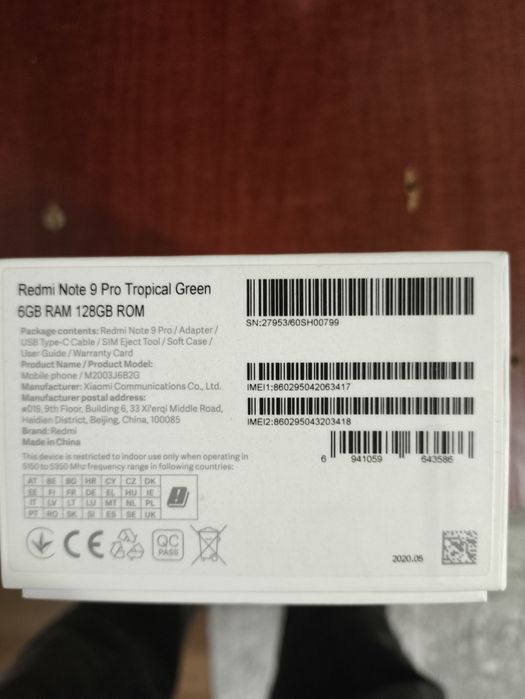 Redmi Note 9 Pro Tropical Green
6GB RAM 128GB ROM
Package contents: Redmi Note 9 Pro / Adapter /
USB Type-C Cable / SIM Eject Tool / Soft Case /
User Guide / Warranty Card
Product Name / Product Model:
Mobile phone / M2003J6B2G
Manufacturer: Xiaomi Communications Co., Ltd.
Manufacturer postal address:
#019, 9th Floor, Building 6, 33 Xi'erqi Middle Road,
Haidian District, Beijing, China, 100085
Brand: Redmi
Made in China
This device is restricted to indoor use only when operating in
5150 to 5350 Mhz frequency range in following countries:
AT BE BG HR CY CZ DK
EE FI FR DE EL HU IE
IT LV LT LU MT NL PL
PT RO SK SI ES SE UK
CE
QC
PASS
SN:27953/60SH00799
IMEI1:860295042063417
IMEI2:860295043203418
6 941059 643586
2020.05